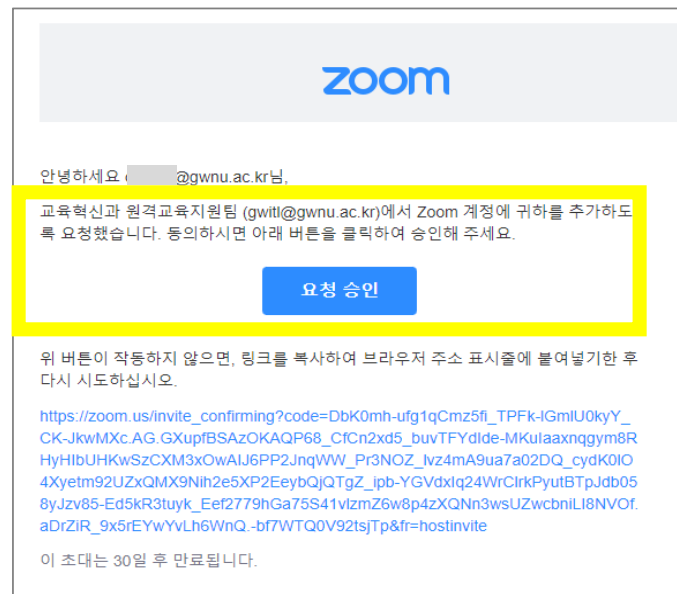 zoom
안녕하세요 @gwnu.ac.kr님,
교육혁신과 원격교육지원팀 (gwitl@gwnu.ac.kr)에서 Zoom 계정에 귀하를 추가하도
록 요청했습니다. 동의하시면 아래 버튼을 클릭하여 승인해 주세요.
요청 승인
위 버튼이 작동하지 않으면, 링크를 복사하여 브라우저 주소 표시줄에 붙여넣기한 후
다시 시도하십시오.
https://zoom.us/invite_confirming?code=DbK0mh-ufg1qCmz5fi_TPFk-lGmlU0kyY_
CK-JkwMXc.AG.GXupfBSAzOKAQP68_CfCn2xd5_buvTFYdIde-MKulaaxnqgym8R
HyHIbUHKwSzCXM3xOwAIJ6PP2JnqWW_Pr3NOZ_lvz4mA9ua7a02DQ_cydK0lO
4Xyetm92UZxQMX9Nih2e5XP2EeybQjQTgZ_ipb-YGVdxIq24WrClrkPyutBTpJdb05
8yJzv85-Ed5kR3tuyk_Eef2779hGa75S41vlzmZ6w8p4zXQNn3wsUZwcbniLl8NVOf.
aDrZiR_9x5rEYwYvLh6WnQ.-bf7WTQ0V92tsjTp&fr=hostinvite
이 초대는 30일 후 만료됩니다.